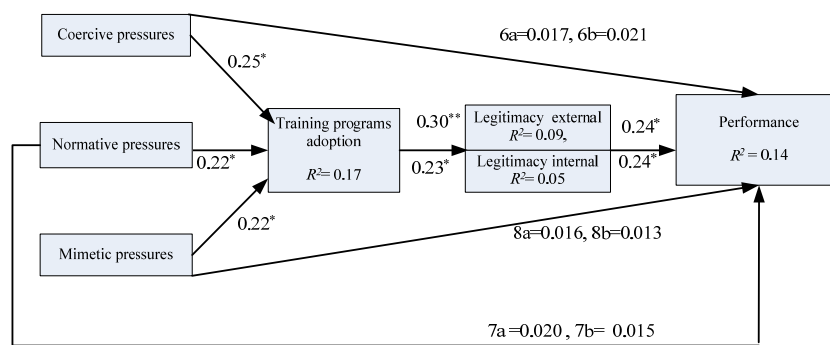 Coercive pressures
6a=0.017, 6b=0.021
0.25*
Training programs
adoption
R²= 0.17
0.30**
Legitimacy external
R²= 0.09,
0.24*
Performance
R² = 0.14
Normative pressures
0.22*
0.23*
Legitimacy internal
R²= 0.05
0.24*
0.22*
Mimetic pressures
8a=0.016, 8b=0.013
7a =0.020 , 7b= 0.015